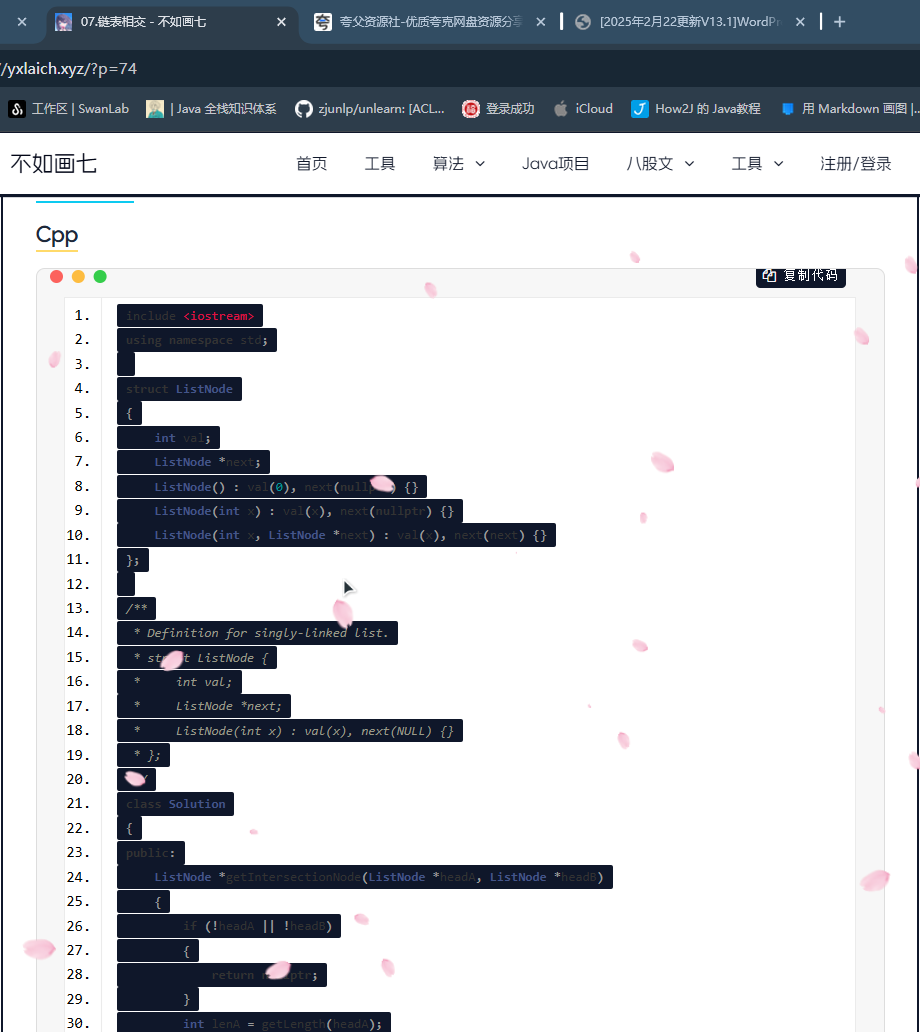 07.链表相交 - 不如画七
夸父资源社-优质夸克网盘资源分享
[2025年2月22更新V13.1]WordPr
/yxlaich.xyz/?p=74
工作区 | SwanLab
| Java 全栈知识体系
zjunlp/unlearn: [ACL...
登录成功
iCloud
How2J 的 Java教程
用 Markdown 画图 |...
不如画七
首页
工具
算法
Java项目
八股文
工具
注册/登录
Cpp
复制代码
1. include <iostream>
2. using namespace std;
3.
4. struct ListNode
5. {
6. int val;
7. ListNode *next;
8. ListNode() : val(0), next(nullptr) {}
9. ListNode(int x) : val(x), next(nullptr) {}
10. ListNode(int x, ListNode *next) : val(x), next(next) {}
11. };
12.
13. /**
14. * Definition for singly-linked list.
15. * struct ListNode {
16. * int val;
17. * ListNode *next;
18. * ListNode(int x) : val(x), next(NULL) {}
19. * };
20. */
21. class Solution
22. {
23. public:
24. ListNode *getIntersectionNode(ListNode *headA, ListNode *headB)
25. {
26. if (!headA || !headB)
27. {
28. return nullptr;
29. }
30. int lenA = getLength(headA);